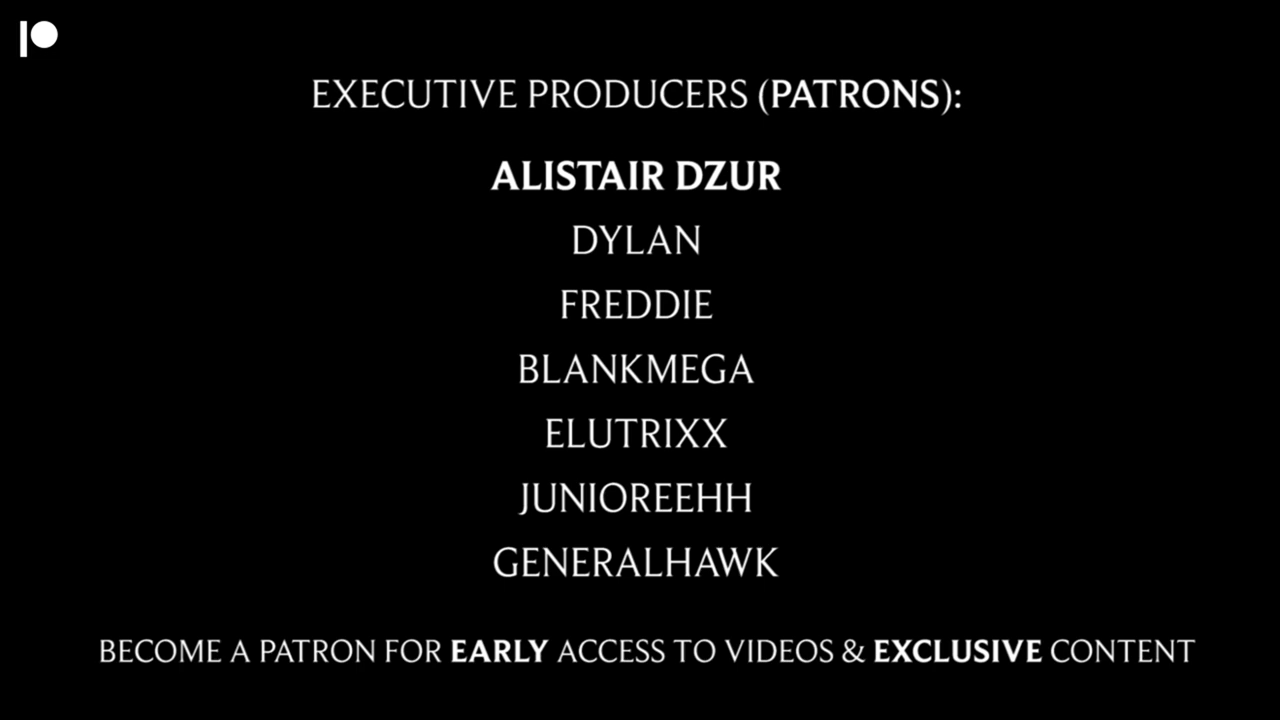 EXECUTIVE PRODUCERS (PATRONS):
ALISTAIR DZUR
DYLAN
FREDDIE
BLANKMEGA
ELUTRIXX
JUNIOREEHH
GENERALHAWK
BECOME A PATRON FOR EARLY ACCESS TO VIDEOS & EXCLUSIVE CONTENT